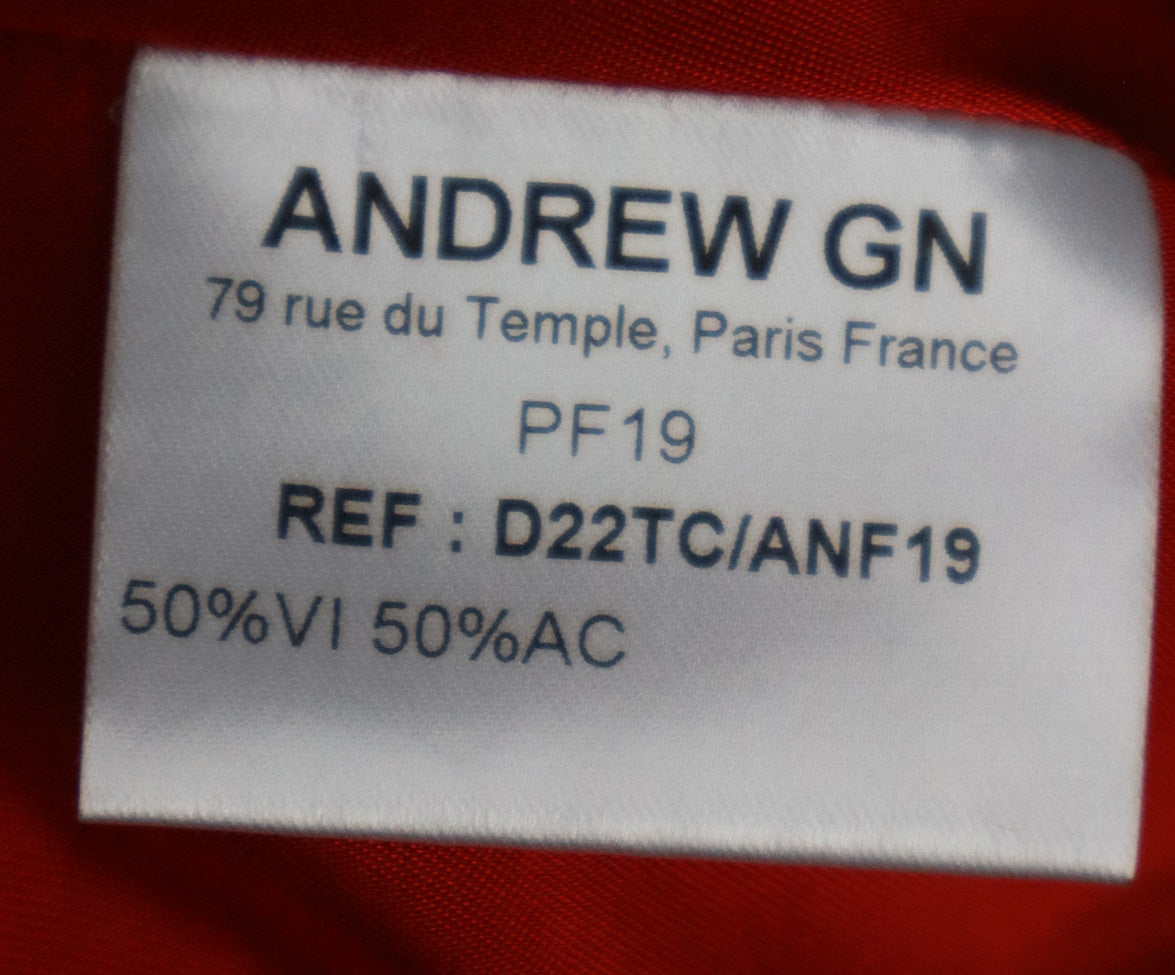 ANDREW GN
79 rue du Temple, Paris France
PF19
REF : D22TC/ANF19
50%VI 50%AC